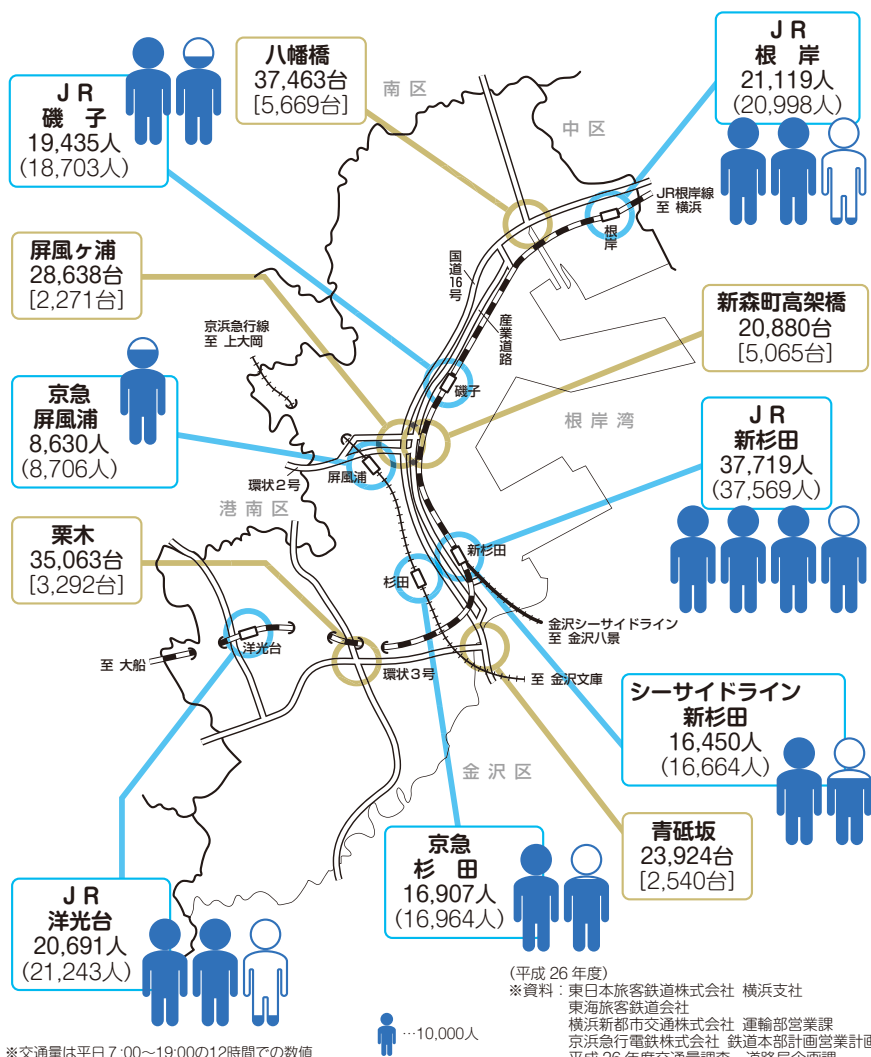 八幡橋
37,463台
[5,669台]
JR
根 岸
21,119人
(20,998人)
JR
磯 子
19,435人
(18,703人)
南区
中区
JR根岸線
至 横浜
根岸
屏風ヶ浦
28,638台
[2,271台]
国道16号
産業道路
新森町高架橋
20,880台
[5,065台]
京浜急行線
至 上大岡
磯子
京急
屏風浦
8,630人
(8,706人)
根岸湾
JR
新杉田
37,719人
(37,569人)
環状2号
屏風浦
港南区
栗木
35,063台
[3,292台]
新杉田
杉田
金沢シーサイドライン
至 金沢八景
洋光台
至 大船
環状3号
至 金沢文庫
シーサイドライン
新杉田
16,450人
(16,664人)
金沢区
青砥坂
23,924台
[2,540台]
京急
杉 田
16,907人
(16,964人)
JR
洋光台
20,691人
(21,243人)
(平成26年度)
※資料：東日本旅客鉄道株式会社 横浜支社
東海旅客鉄道会社
横浜新都市交通株式会社 運輸部営業課
京浜急行電鉄株式会社 鉄道本部計画営業計画
…10,000人
※交通量は平日7:00〜19:00の12時間での数値
平成26年度交通量調査 道路局企画課